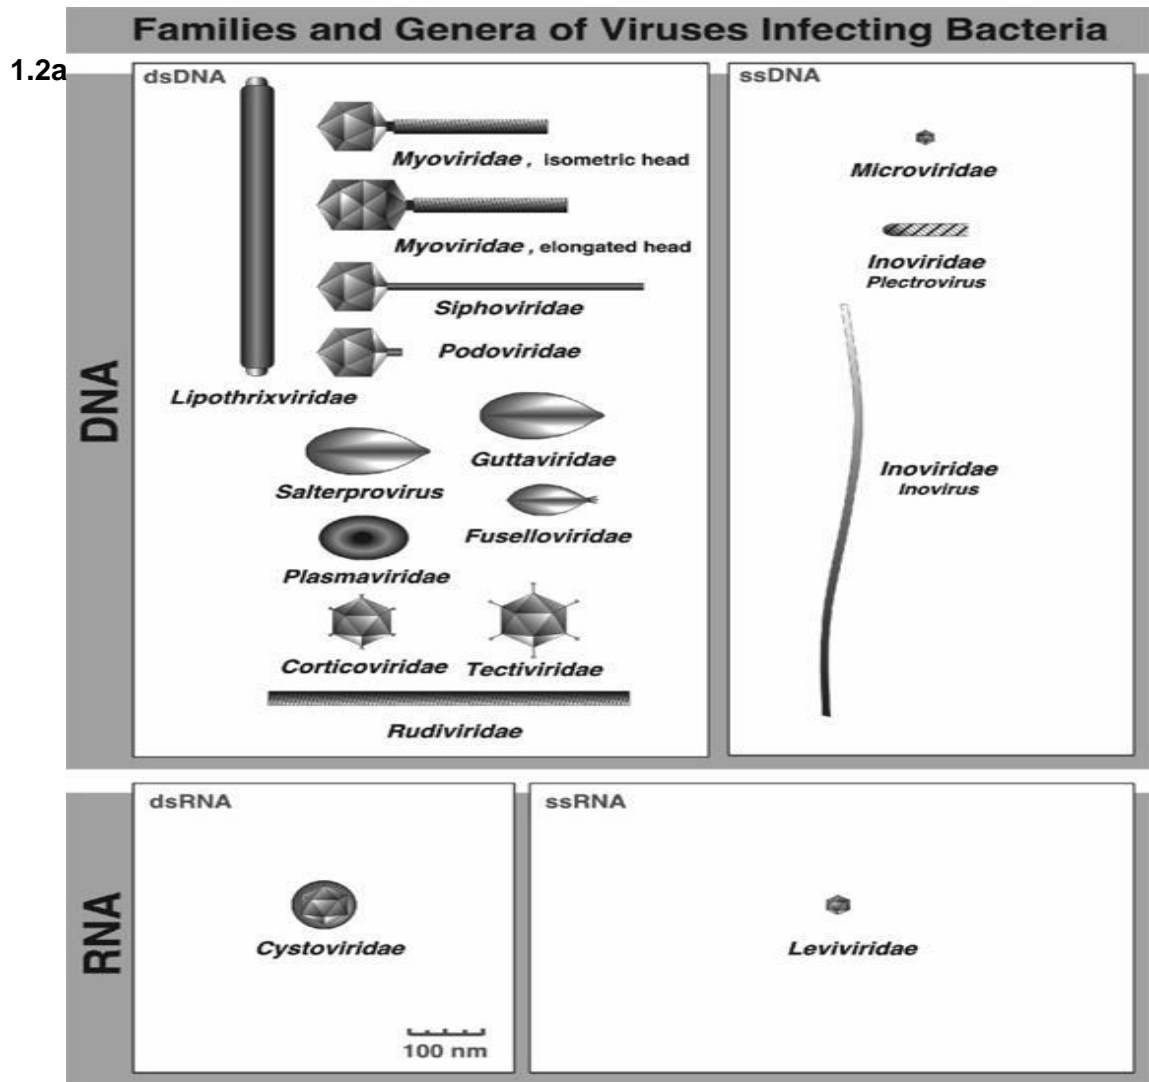 Families and Genera of Viruses Infecting Bacteria
1.2a
DNA
dsDNA
Myoviridae , isometric head
Myoviridae , elongated head
Siphoviridae
Podoviridae
Lipothrixviridae
Guttaviridae
Salterprovirus
Fuselloviridae
Plasmaviridae
Corticoviridae
Tectiviridae
Rudiviridae
ssDNA
Microviridae
Inoviridae
Plectrovirus
Inoviridae
Inovirus
RNA
dsRNA
Cystoviridae
100 nm
ssRNA
Leviviridae